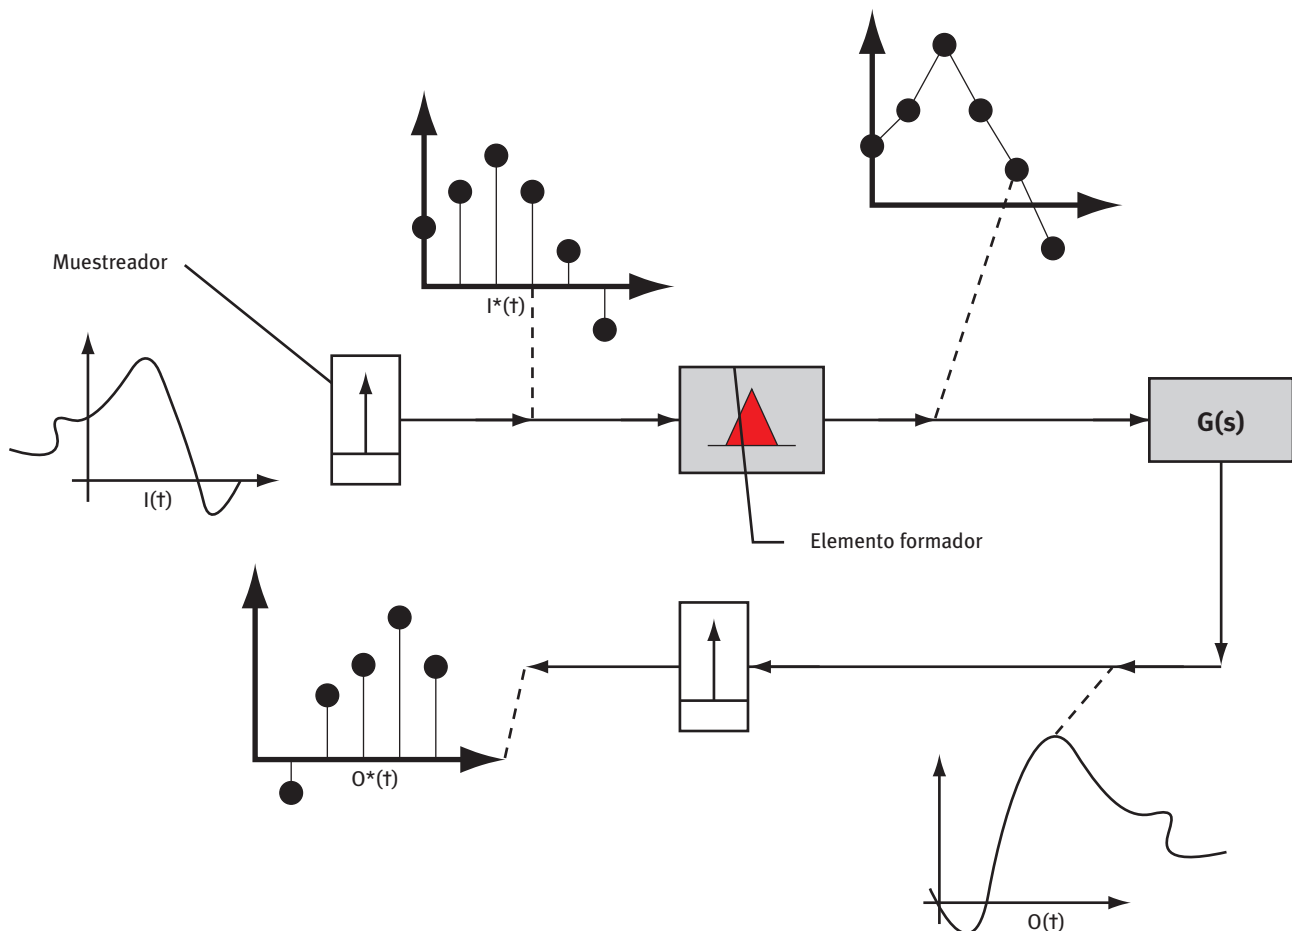 Muestreador
I*(t)
I(t)
G(s)
Elemento formador
O*(t)
O(t)